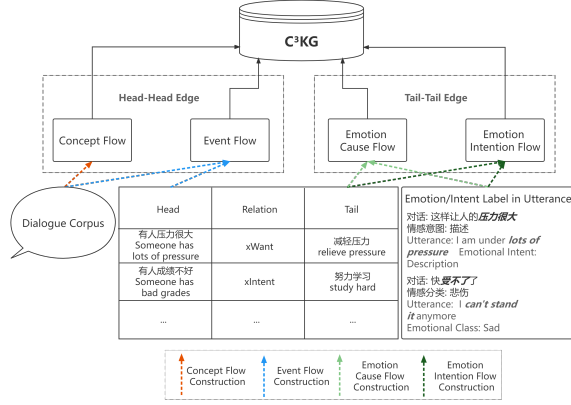 C³KG
Head-Head Edge
Tail-Tail Edge
Concept Flow
Event Flow
Emotion
Cause Flow
Emotion
Intention Flow
Dialogue Corpus
Head
Relation
Tail
有人压力很大
Someone has
lots of pressure
xWant
减轻压力
relieve pressure
有人成绩不好
Someone has
bad grades
xIntent
努力学习
study hard
...
...
...
Emotion/Intent Label in Utterance
对话: 这样让人的压力很大
情感意图: 描述
Utterance: I am under lots of
pressure Emotional Intent:
Description
对话: 快受不了了
情感分类: 悲伤
Utterance: I can't stand
it anymore
Emotional Class: Sad
Concept Flow
Construction
Event Flow
Construction
Emotion
Cause Flow
Construction
Emotion
Intention Flow
Construction